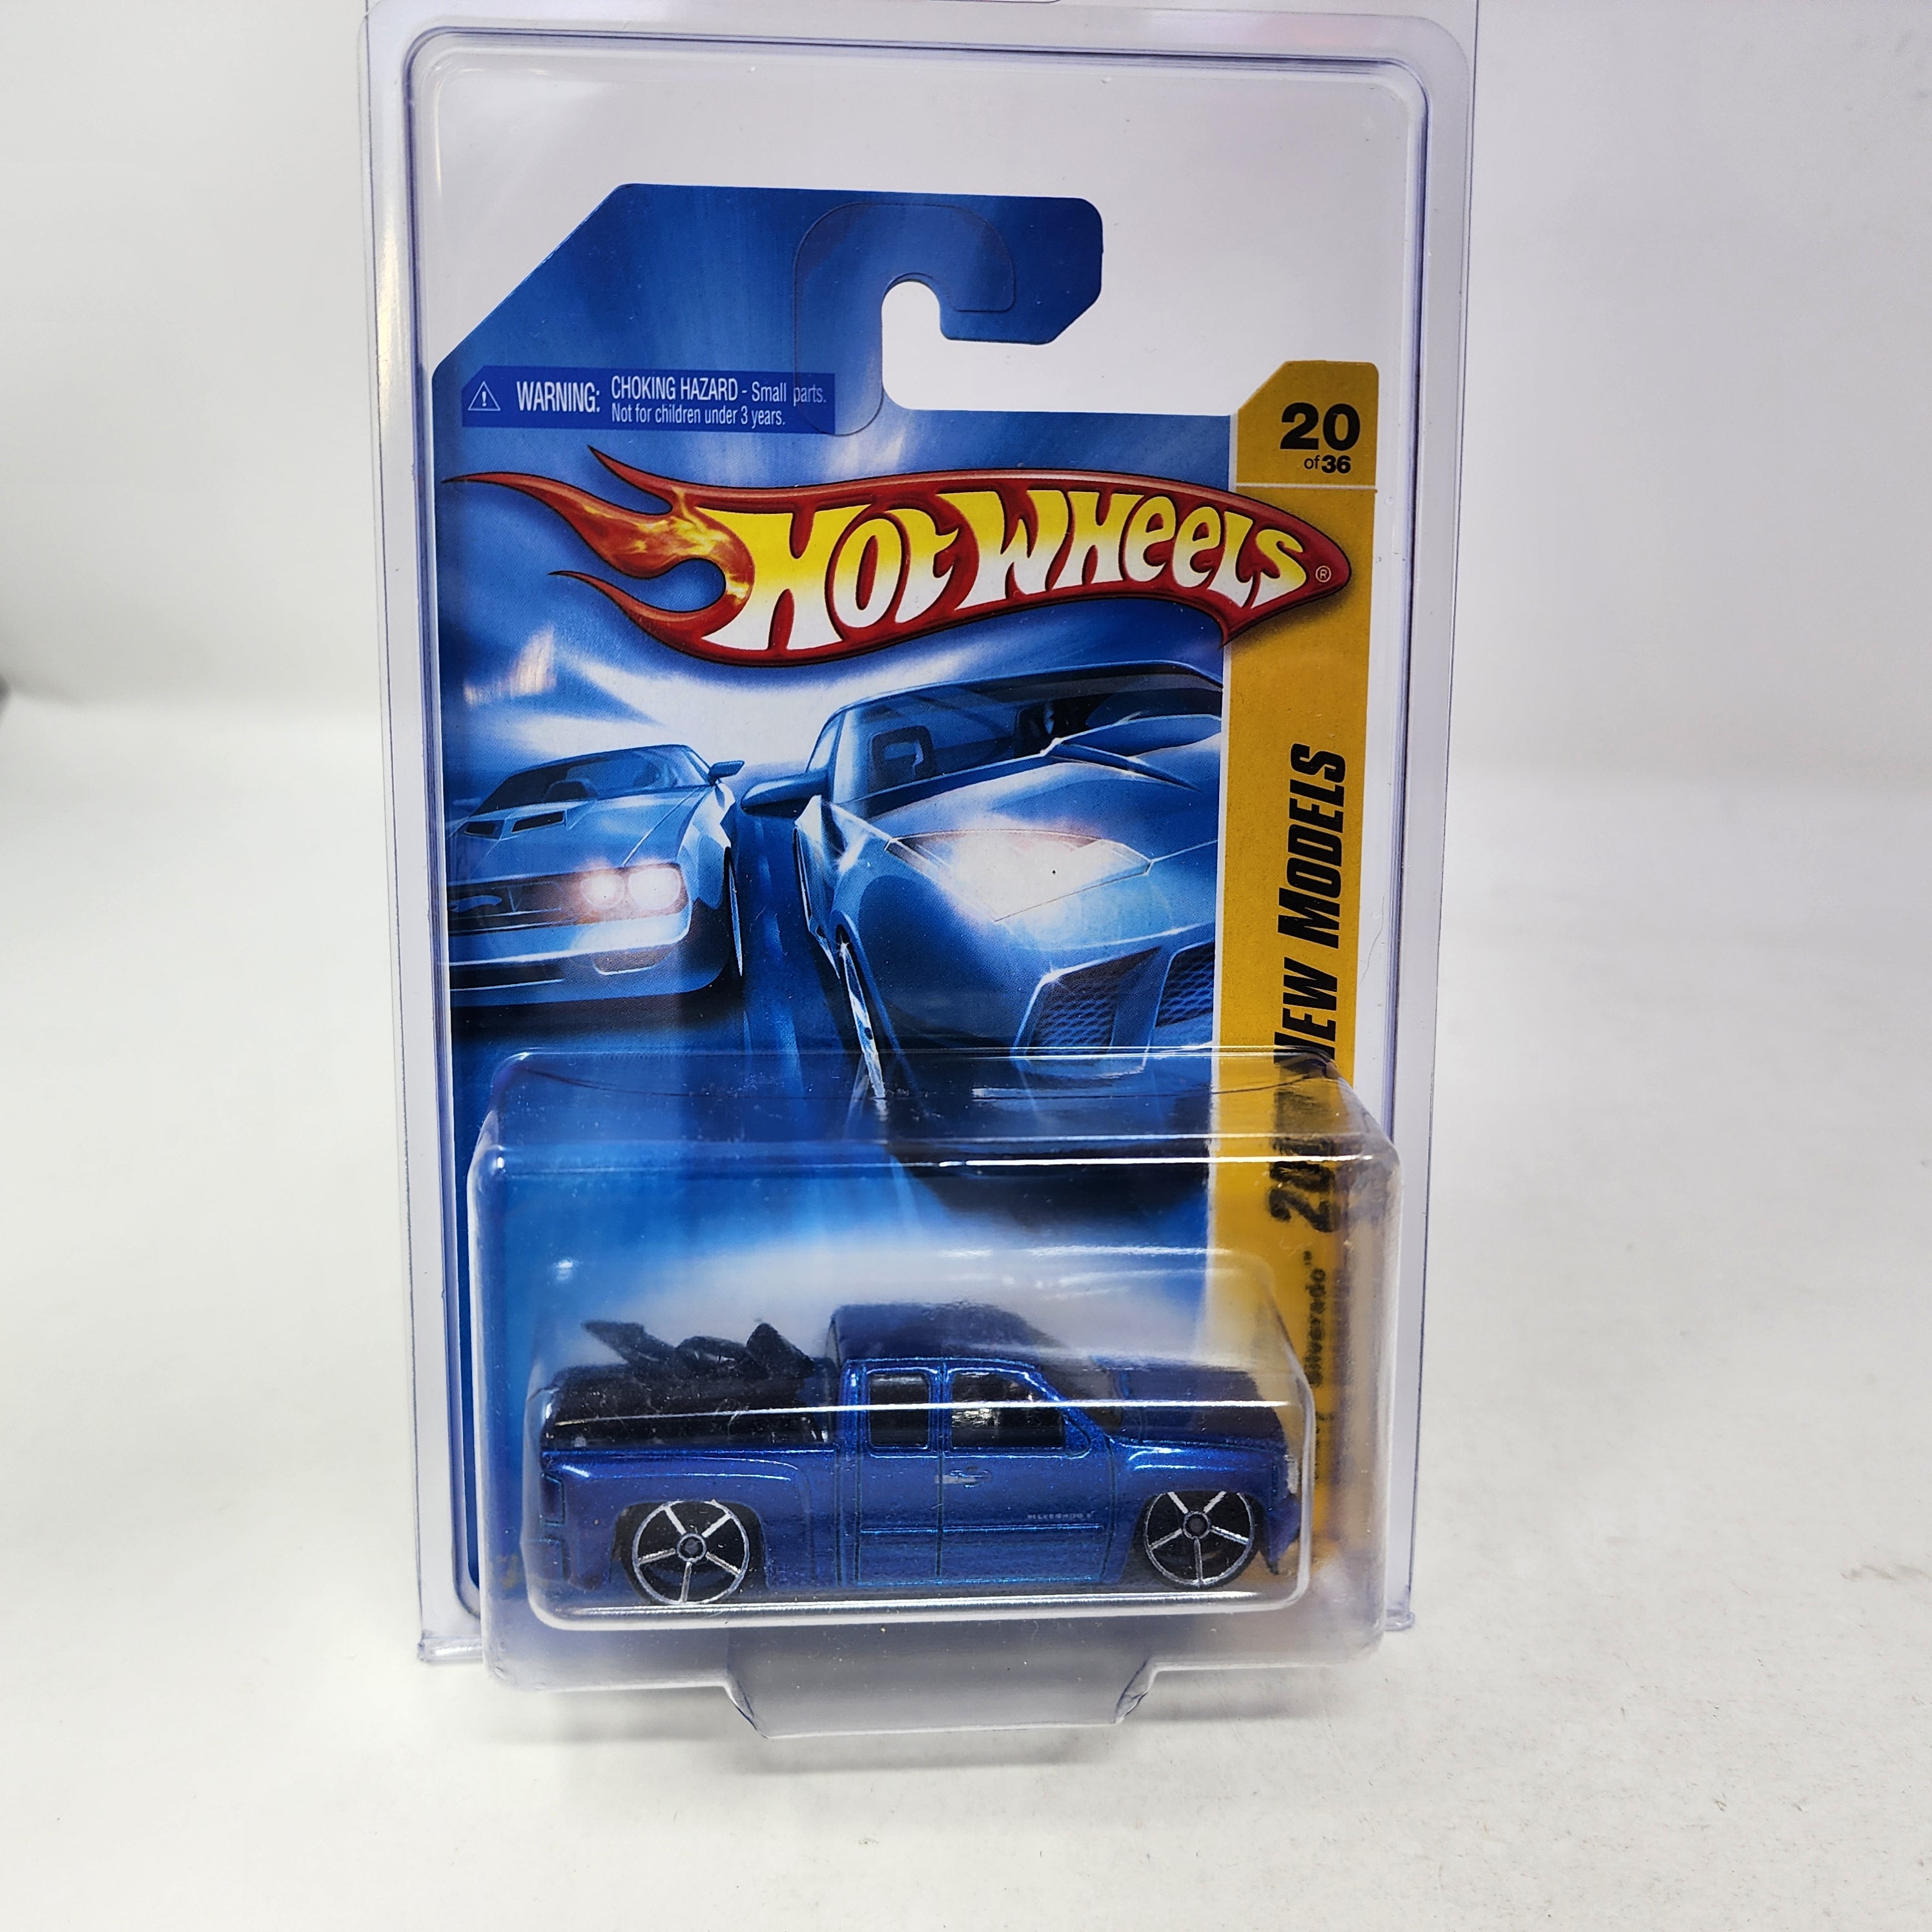 WARNING: CHOKING HAZARD - Small parts.
Not for children under 3 years.
20
of 36
HOT WHEELS®
NEW MODELS
Silverado™
SILVERADO